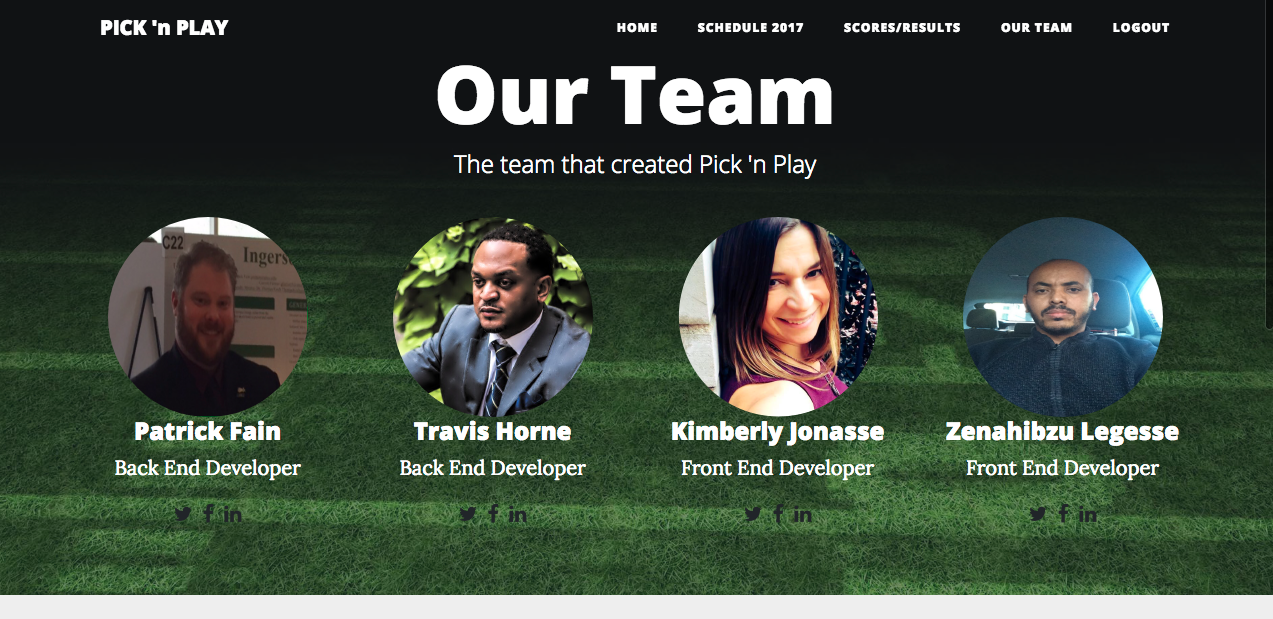 PICK 'n PLAY
HOME SCHEDULE 2017 SCORES/RESULTS OUR TEAM LOGOUT
Our Team
The team that created Pick 'n Play
C22
Ingers
Patrick Fain Travis Horne Kimberly Jonasse Zenahibzu Legesse
Back End Developer Back End Developer Front End Developer Front End Developer